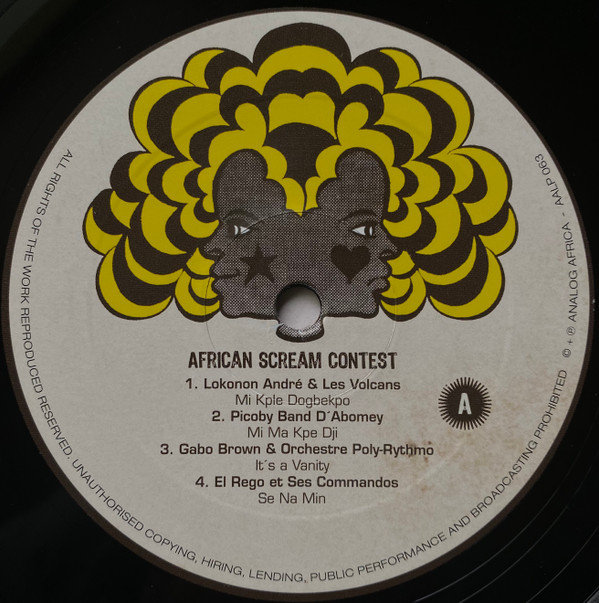 AFRICAN SCREAM CONTEST
1. Lokonon André & Les Volcans
Mi Kple Dogbekpo
2. Picoby Band D´Abomey
Mi Ma Kpe Dji
3. Gabo Brown & Orchestre Poly-Rythmo
It´s a Vanity
4. El Rego et Ses Commandos
Se Na Min
A
ALL RIGHTS OF THE WORK REPRODUCED RESERVED. UNAUTHORISED COPYING, HIRING, LENDING, PUBLIC PERFORMANCE AND BROADCASTING PROHIBITED © + ℗ ANALOG AFRICA - AALP 063